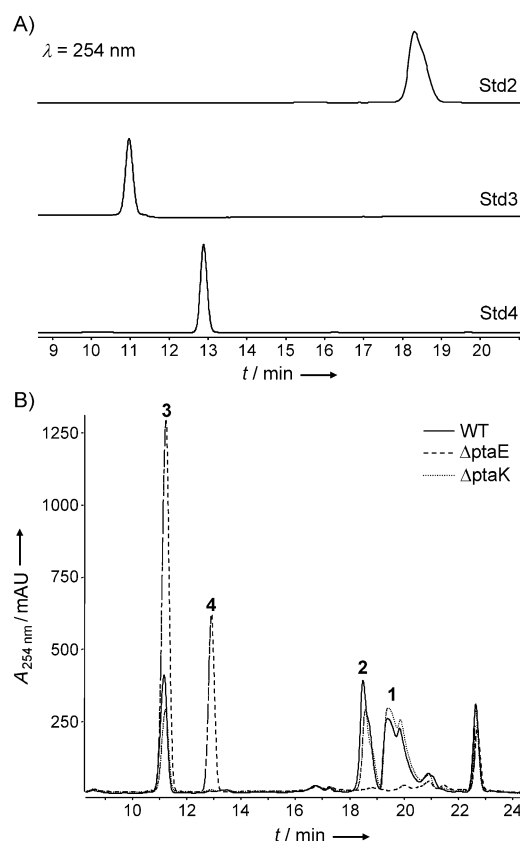 A)
λ = 254 nm
Std2
Std3
Std4
9 10 11 12 13 14 15 16 17 18 19 20
t / min
B)
3
4
2
1
WT
ΔptaE
ΔptaK
1250
1000
750
500
250
A 254 nm / mAU
10 12 14 16 18 20 22 24
t / min